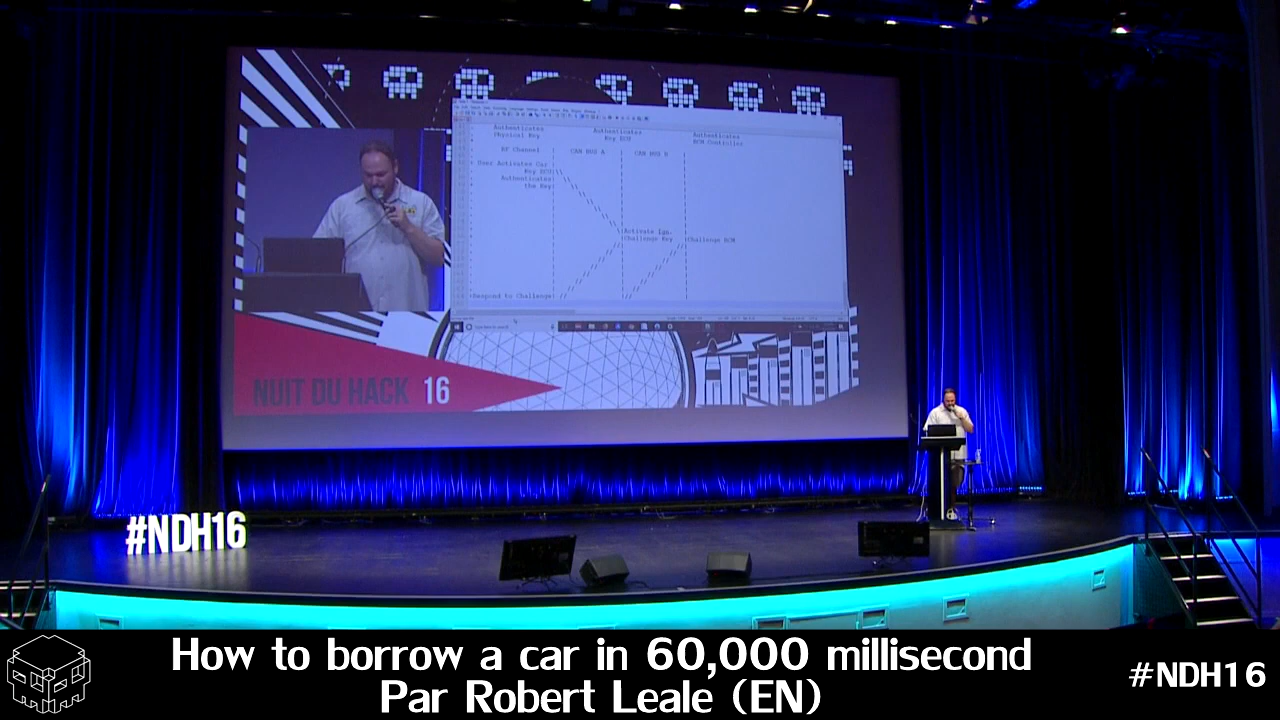 Authenticates
Physical Key
Authenticates
Key ECU
Authenticates
BCM Controller
RF Channel
CAN BUS A
CAN BUS B
User Activates Car
Key ECU
Authenticates
the Key
Activate Ign.
Challenge Key
Challenge BCM
Respond to Challenge
NUIT DU HACK 16
#NDH16
How to borrow a car in 60,000 millisecond
Par Robert Leale (EN)
#NDH16